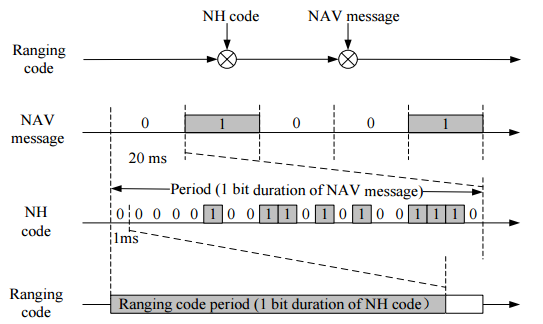 NH code NAV message
Ranging
code
NAV
message
0 1 0 0 1
20 ms
Period (1 bit duration of NAV message)
NH
code
0 0 0 0 0 1 0 0 1 1 0 1 0 1 0 0 1 1 1 0
1ms
Ranging
code
Ranging code period (1 bit duration of NH code)